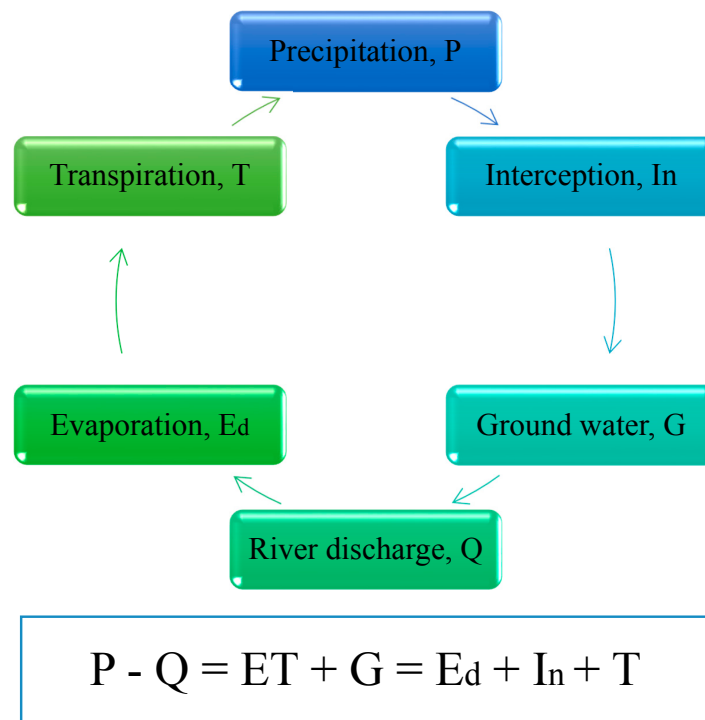 Precipitation, P
Transpiration, T
Interception, In
Evaporation, Ed
Ground water, G
River discharge, Q
P - Q = ET + G = Ed + In + T